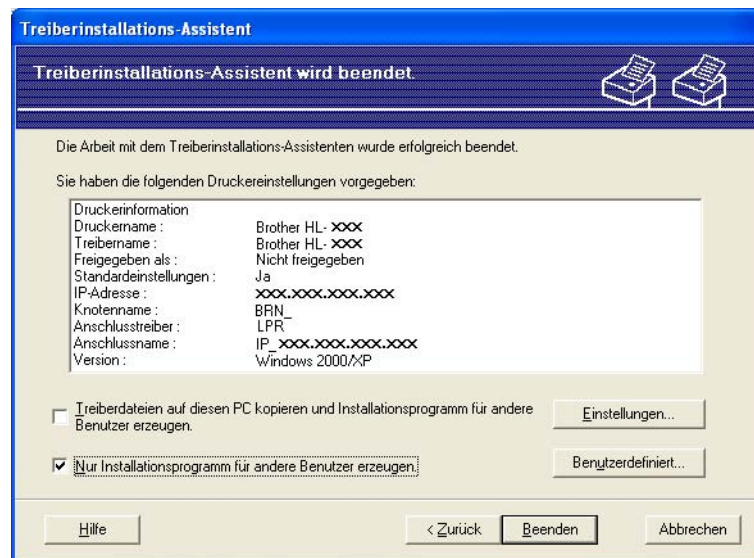 Treiberinstallations-Assistent
Treiberinstallations-Assistent wird beendet.
Die Arbeit mit dem Treiberinstallations-Assistenten wurde erfolgreich beendet.
Sie haben die folgenden Druckereinstellungen vorgegeben:
Druckerinformation
Druckername : Brother HL- XXX
Treibername : Brother HL- XXX
Freigegeben als : Nicht freigegeben
Standardeinstellungen : Ja
IP-Adresse : XXX.XXX.XXX.XXX
Knotenname : BRN_
Anschlusstreiber : LPR
Anschlussname : IP_XXX.XXX.XXX.XXX
Version : Windows 2000/XP
Treiberdateien auf diesen PC kopieren und Installationsprogramm für andere
Benutzer erzeugen.
Einstellungen...
Nur Installationsprogramm für andere Benutzer erzeugen.
Benutzerdefiniert...
Hilfe
< Zurück
Beenden
Abbrechen